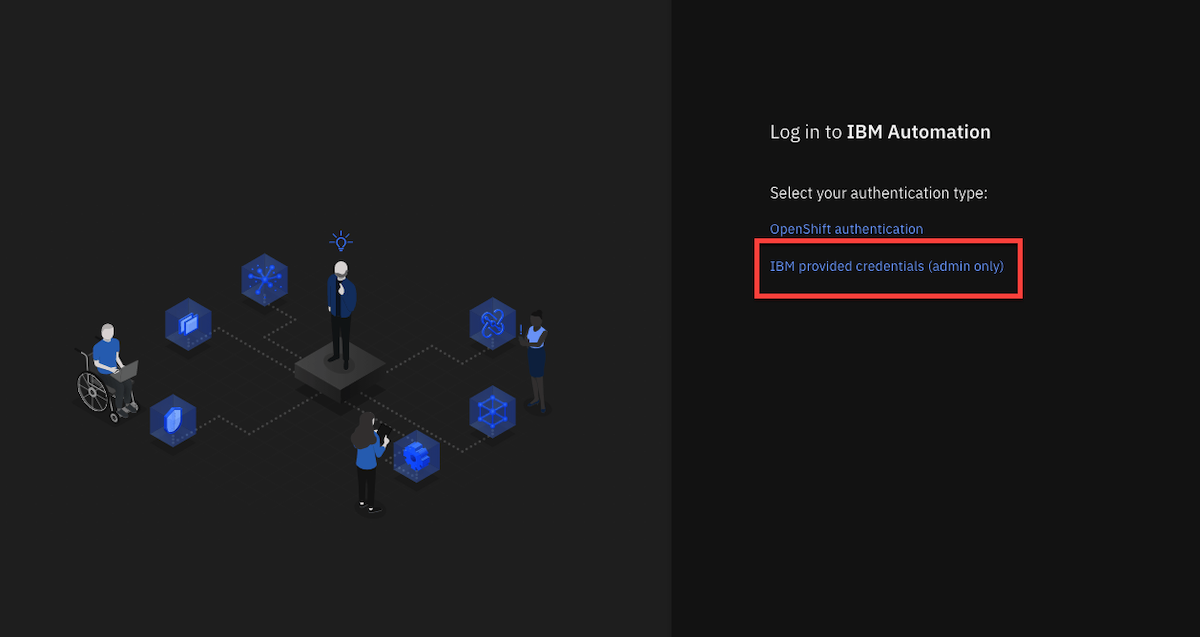 Log in to IBM Automation
Select your authentication type:
OpenShift authentication
IBM provided credentials (admin only)